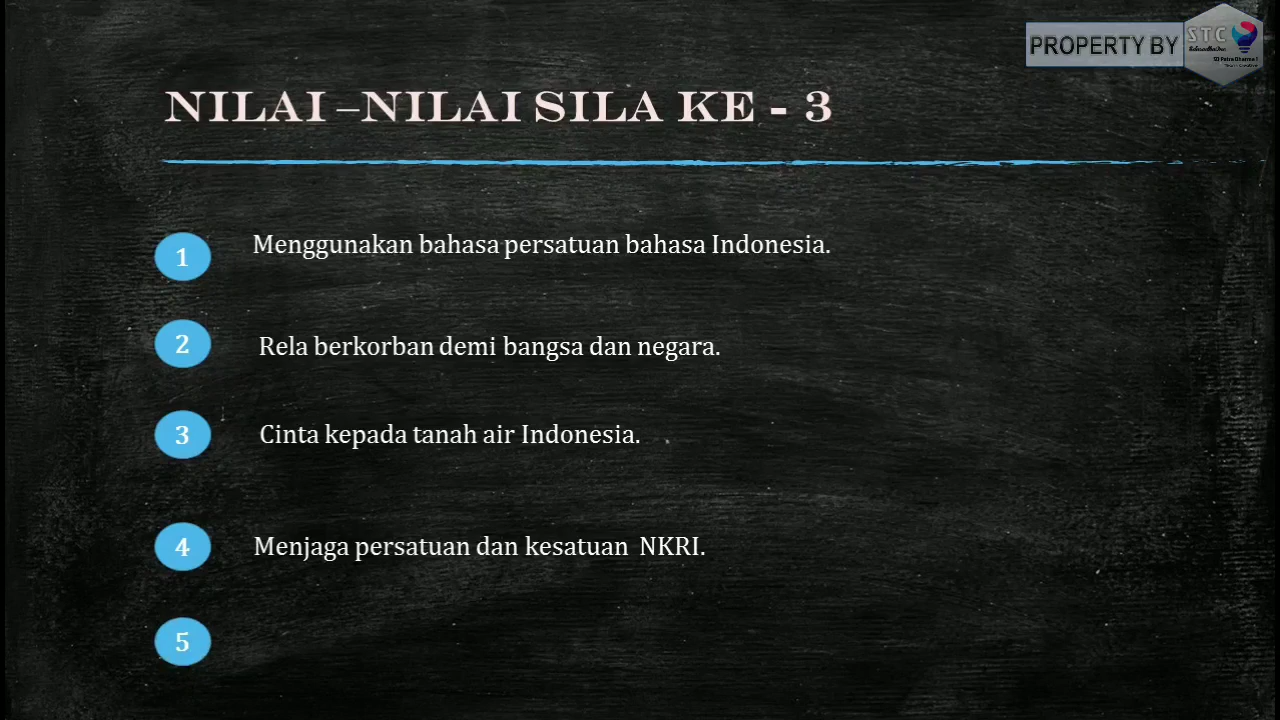 PROPERTY BY
STC
NILAI –NILAI SILA KE - 3
1
Menggunakan bahasa persatuan bahasa Indonesia.
2
Rela berkorban demi bangsa dan negara.
3
Cinta kepada tanah air Indonesia.
4
Menjaga persatuan dan kesatuan NKRI.
5